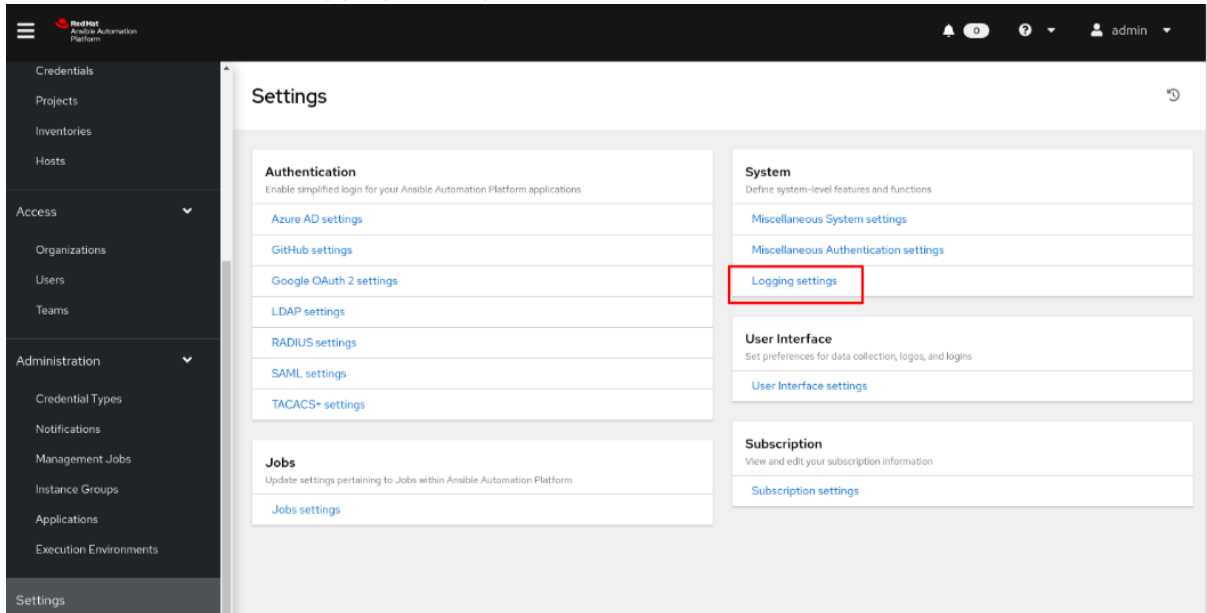 Red Hat
Ansible Automation
Platform
0
?
admin
Credentials
Projects
Inventories
Hosts
Access
Organizations
Users
Teams
Administration
Credential Types
Notifications
Management Jobs
Instance Groups
Applications
Execution Environments
Settings
Settings
Authentication
Enable simplified login for your Ansible Automation Platform applications
Azure AD settings
GitHub settings
Google OAuth 2 settings
LDAP settings
RADIUS settings
SAML settings
TACACS+ settings
Jobs
Update settings pertaining to Jobs within Ansible Automation Platform
Jobs settings
System
Define system-level features and functions
Miscellaneous System settings
Miscellaneous Authentication settings
Logging settings
User Interface
Set preferences for data collection, logos, and logins
User Interface settings
Subscription
View and edit your subscription information
Subscription settings